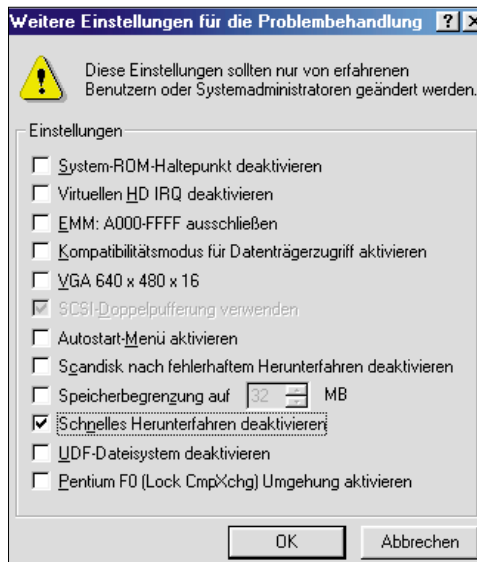 Weitere Einstellungen für die Problembehandlung
Diese Einstellungen sollten nur von erfahrenen
Benutzern oder Systemadministratoren geändert werden.
Einstellungen
System-ROM-Haltepunkt deaktivieren
Virtuellen HD IRQ deaktivieren
EMM: A000-FFFF ausschließen
Kompatibilitätsmodus für Datenträgerzugriff aktivieren
VGA 640 x 480 x 16
SCSI-Doppelpufferung verwenden
Autostart-Menü aktivieren
Scandisk nach fehlerhaftem Herunterfahren deaktivieren
Speicherbegrenzung auf 32 MB
Schnelles Herunterfahren deaktivieren
UDF-Dateisystem deaktivieren
Pentium F0 (Lock CmpXchg) Umgehung aktivieren
OK Abbrechen